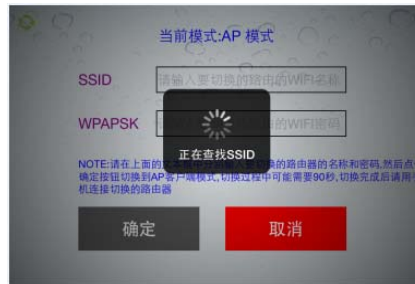 当前模式:AP 模式
SSID
请输入要切换的路由的WIFI名称
WPAPSK
的WIFI密码
正在查找SSID
NOTE:请在上面的
换的路由器的名称和密码,然后点
确定按钮切换到AP客户端模式,切换过程中可能需要90秒,切换完成后请用手
机连接切换的路由器
确定
取消